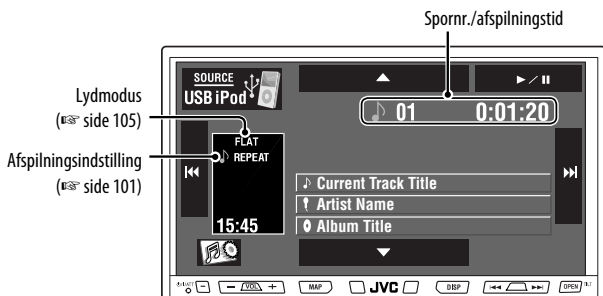 Spornr./afspilningstid
Lydmodus
(☞ side 105)
Afspilningsindstilling
(☞ side 101)
SOURCE
USB iPod
01 0:01:20
FLAT
REPEAT
Current Track Title
Artist Name
Album Title
15:45
− VOL + MAP JVC DISP OPEN TILT